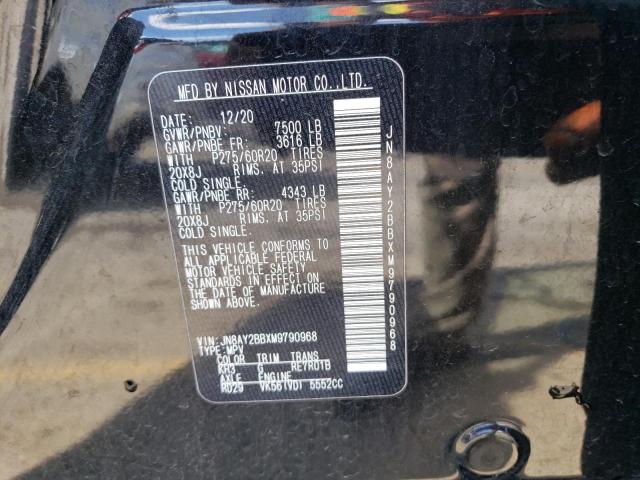 MFD BY NISSAN MOTOR CO.,LTD.
DATE: 12/20
GVWR/PNBV: 7500 LB
GAWR/PNBE FR: 3616 LB
WITH P275/60R20 TIRES
20X8J RIMS. AT 35PSI
COLD SINGLE.
GAWR/PNBE RR: 4343 LB
WITH P275/60R20 TIRES
20X8J RIMS. AT 35PSI
COLD SINGLE.
THIS VEHICLE CONFORMS TO
ALL APPLICABLE FEDERAL
MOTOR VEHICLE SAFETY
STANDARDS IN EFFECT ON
THE DATE OF MANUFACTURE
SHOWN ABOVE.
VIN: JN8AY2BBXM9790968
TYPE: MPV
COLOR TRIM TRANS
KH3 G RE7R01B
AXLE ENGINE
RD29 VK56(VD) 5552CC
JN8AY2BBXM9790968